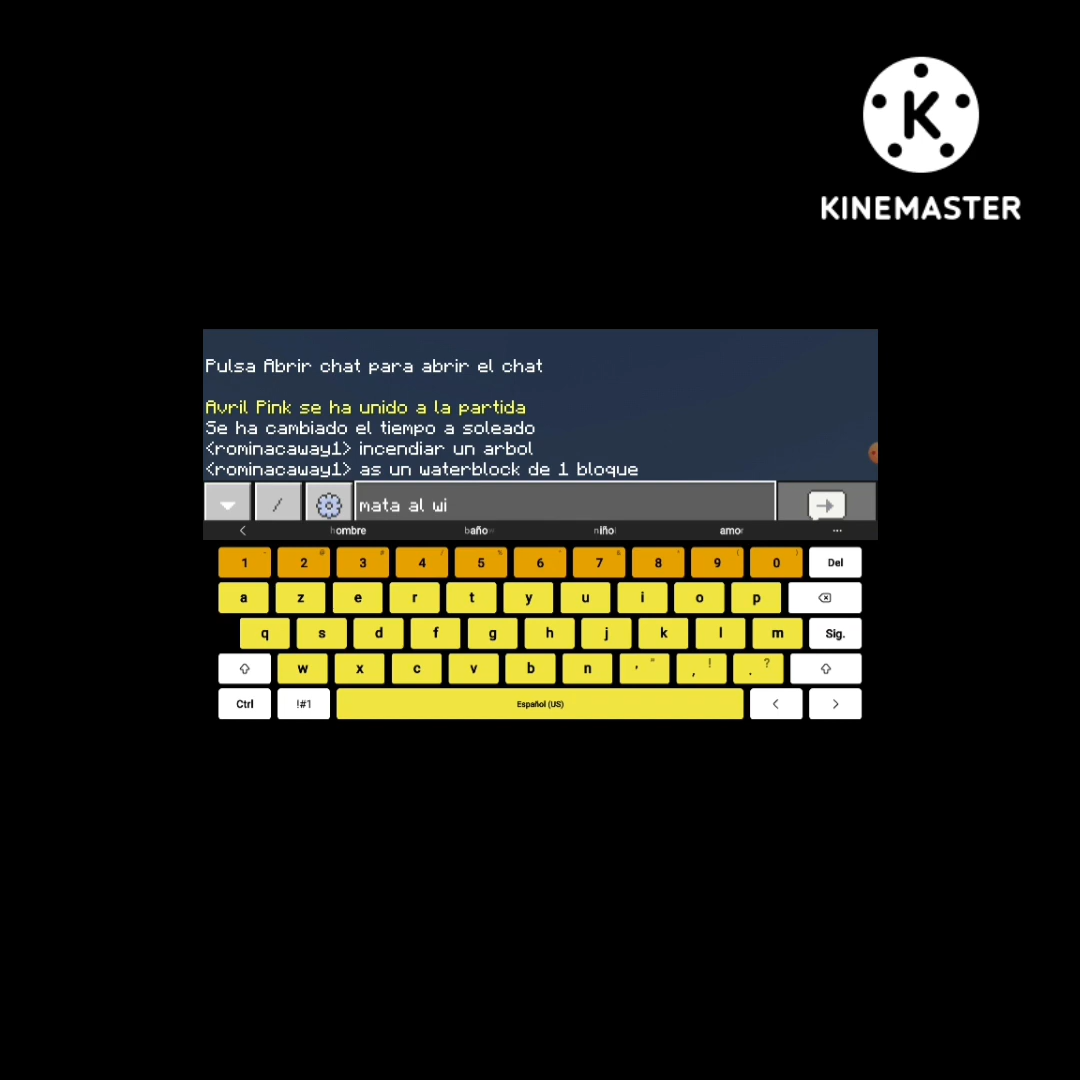 K
KINEMASTER
Pulsa Abrir chat para abrir el chat
Avril Pink se ha unido a la partida
Se ha cambiado el tiempo a soleado
<rominacaway1> incendiar un arbol
<rominacaway1> as un waterblock de 1 bloque
/ mata al wi
< hombre baño niño amor ...
1 2 3 4 5 6 7 8 9 0 Del
a z e r t y u i o p
q s d f g h j k l m Sig.
w x c v b n ' " , ! . ?
Ctrl !#1 Español (US) < >